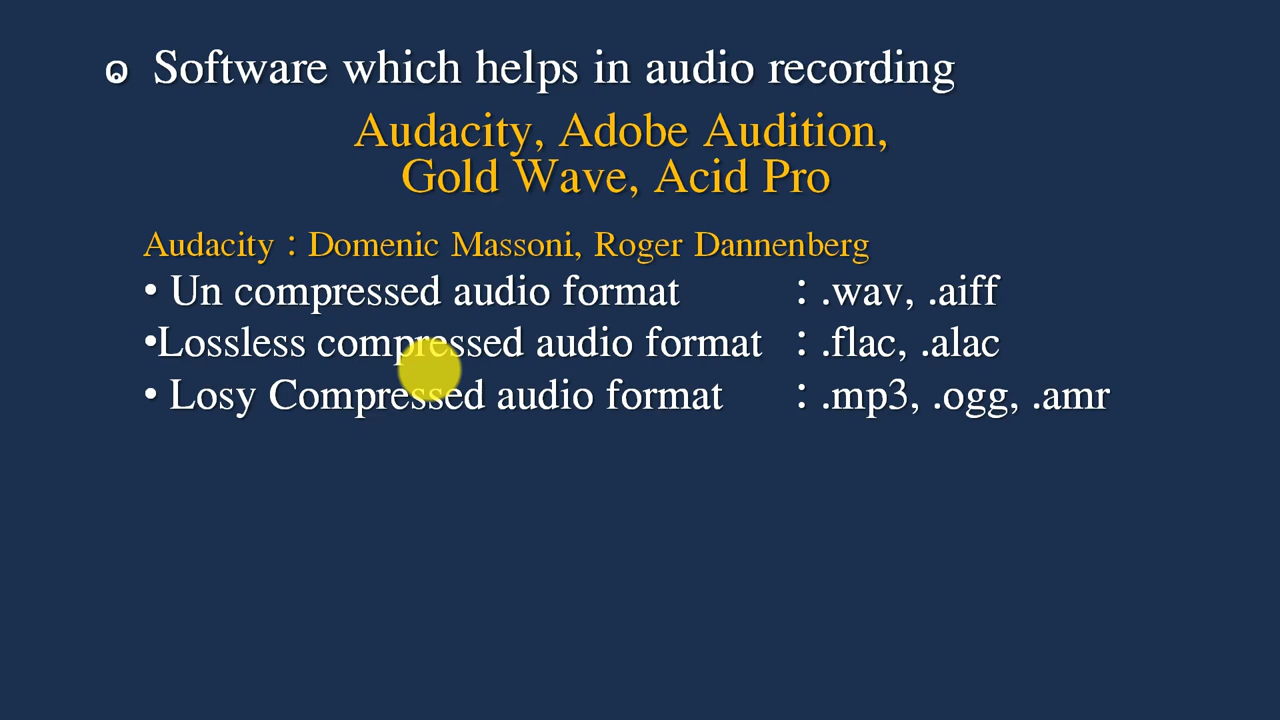 Software which helps in audio recording
Audacity, Adobe Audition,
Gold Wave, Acid Pro
Audacity : Domenic Massoni, Roger Dannenberg
• Un compressed audio format : .wav, .aiff
•Lossless compressed audio format : .flac, .alac
• Losy Compressed audio format : .mp3, .ogg, .amr